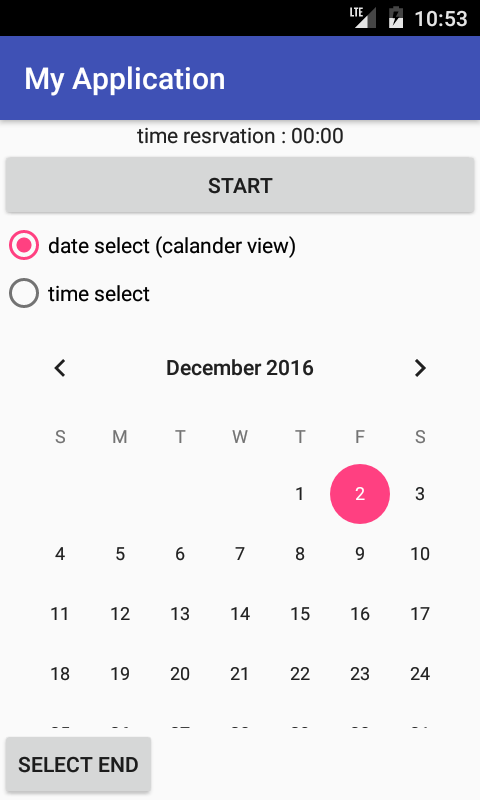 LTE 10:53
My Application
time resrvation : 00:00
START
date select (calander view)
time select
December 2016
S M T W T F S
1 2 3
4 5 6 7 8 9 10
11 12 13 14 15 16 17
18 19 20 21 22 23 24
SELECT END